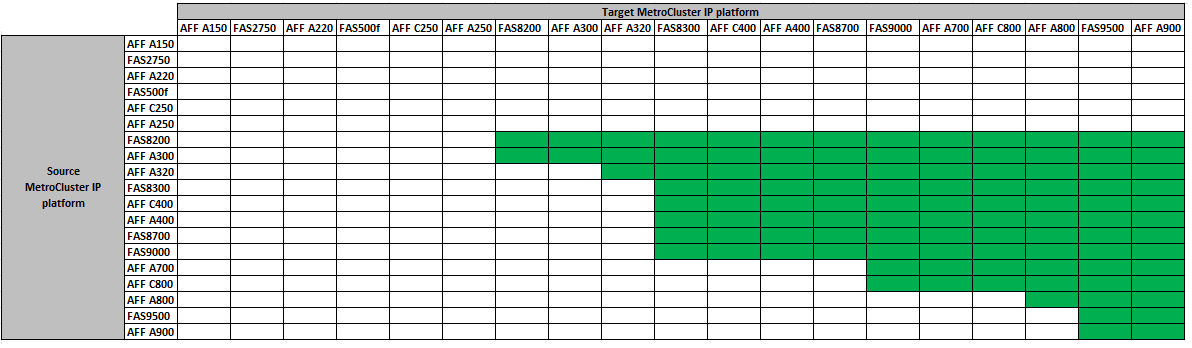 Target MetroCluster IP platform
AFF A150 FAS2750 AFF A220 FAS500f AFF C250 AFF A250 FAS8200 AFF A300 AFF A320 FAS8300 AFF C400 AFF A400 FAS8700 FAS9000 AFF A700 AFF C800 AFF A800 FAS9500 AFF A900
Source
MetroCluster IP
platform
AFF A150
FAS2750
AFF A220
FAS500f
AFF C250
AFF A250
FAS8200
AFF A300
AFF A320
FAS8300
AFF C400
AFF A400
FAS8700
FAS9000
AFF A700
AFF C800
AFF A800
FAS9500
AFF A900